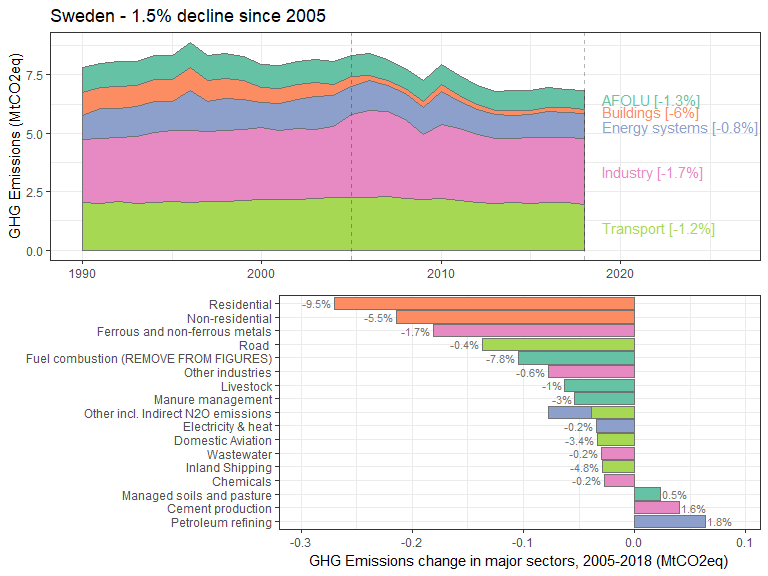 Sweden - 1.5% decline since 2005
GHG Emissions (MtCO2eq)
7.5
5.0
2.5
0.0
1990
2000
2010
2020
AFOLU [-1.3%]
Buildings [-6%]
Energy systems [-0.8%]
Industry [-1.7%]
Transport [-1.2%]
Residential -9.5%
Non-residential -5.5%
Ferrous and non-ferrous metals -1.7%
Road -0.4%
Fuel combustion (REMOVE FROM FIGURES) -7.8%
Other industries -0.6%
Livestock -1%
Manure management -3%
Other incl. Indirect N2O emissions
Electricity & heat -0.2%
Domestic Aviation -3.4%
Wastewater -0.2%
Inland Shipping -4.8%
Chemicals -0.2%
Managed soils and pasture 0.5%
Cement production 1.6%
Petroleum refining 1.8%
-0.3
-0.2
-0.1
0.0
0.1
GHG Emissions change in major sectors, 2005-2018 (MtCO2eq)